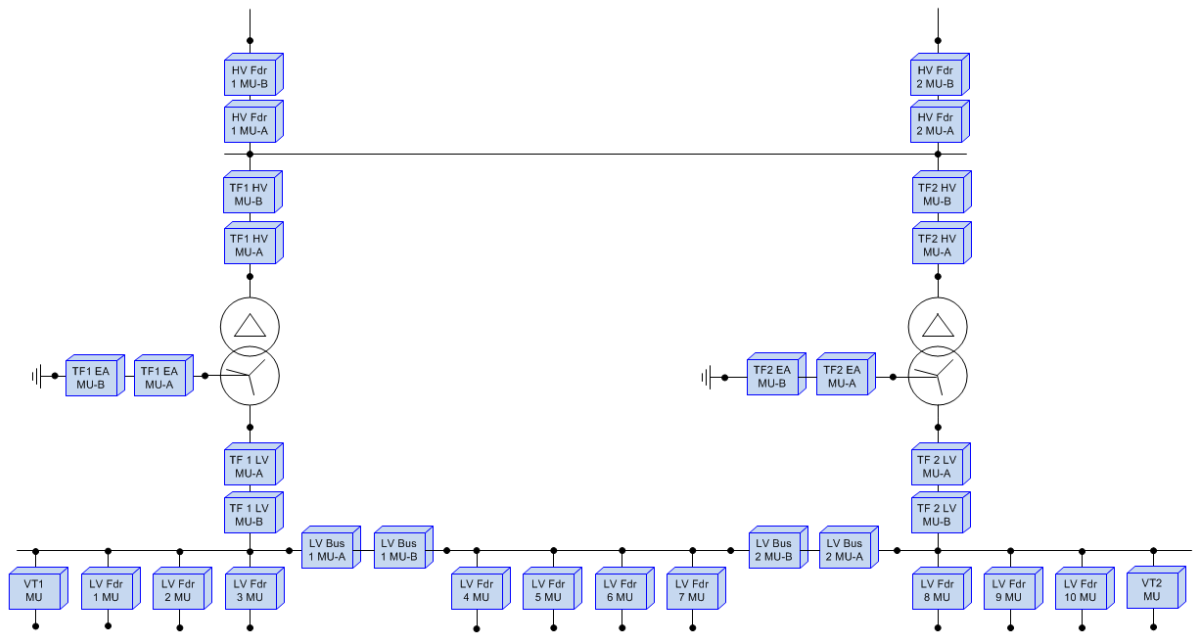 HV Fdr
1 MU-B
HV Fdr
2 MU-B
HV Fdr
1 MU-A
HV Fdr
2 MU-A
TF1 HV
MU-B
TF2 HV
MU-B
TF1 HV
MU-A
TF2 HV
MU-A
TF1 EA
MU-B
TF1 EA
MU-A
TF2 EA
MU-B
TF2 EA
MU-A
TF 1 LV
MU-A
TF 2 LV
MU-A
TF 1 LV
MU-B
TF 2 LV
MU-B
LV Bus
1 MU-A
LV Bus
1 MU-B
LV Bus
2 MU-B
LV Bus
2 MU-A
VT1
MU
LV Fdr
1 MU
LV Fdr
2 MU
LV Fdr
3 MU
LV Fdr
4 MU
LV Fdr
5 MU
LV Fdr
6 MU
LV Fdr
7 MU
LV Fdr
8 MU
LV Fdr
9 MU
LV Fdr
10 MU
VT2
MU